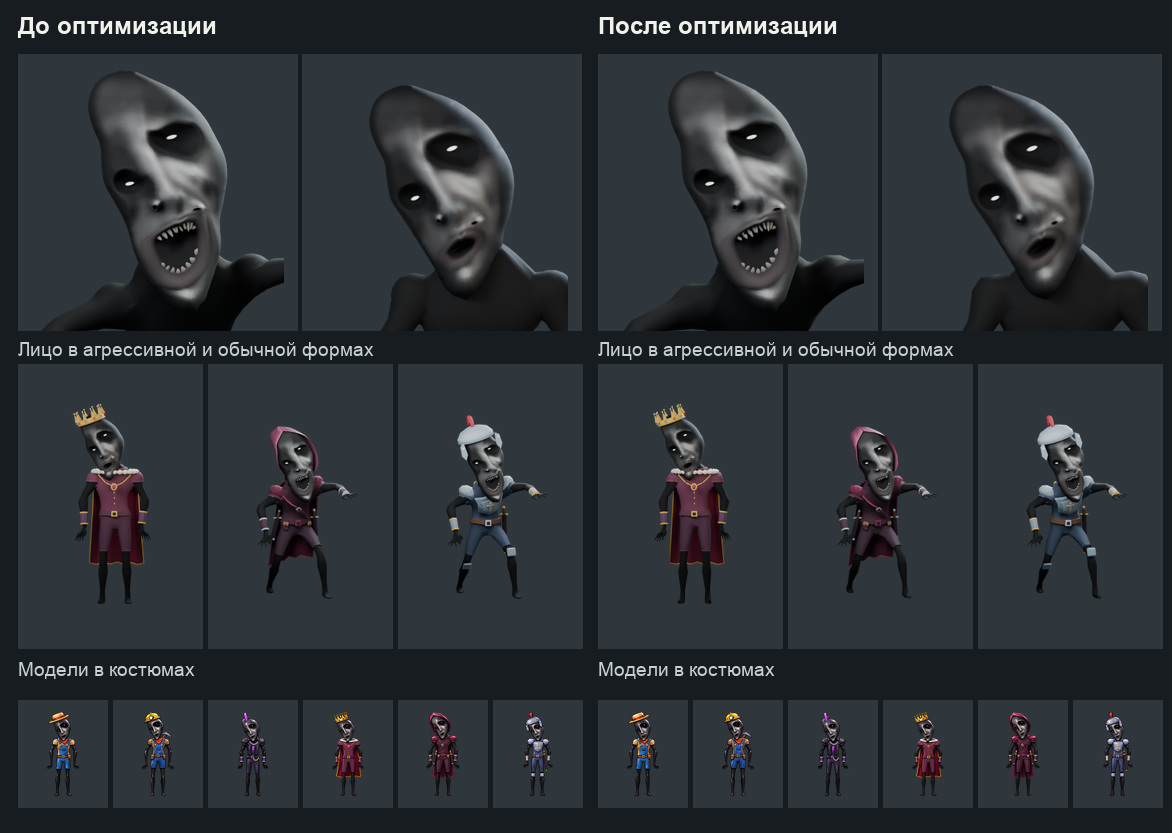 До оптимизации
После оптимизации
Лицо в агрессивной и обычной формах
Лицо в агрессивной и обычной формах
Модели в костюмах
Модели в костюмах